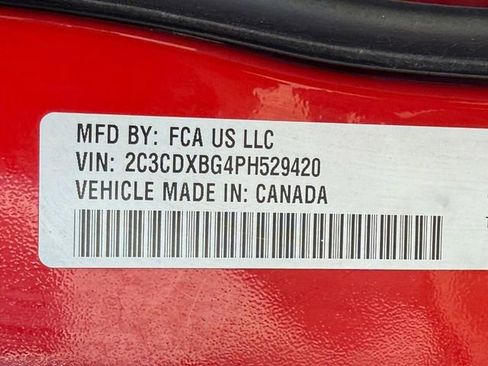 MFD BY: FCA US LLC
VIN: 2C3CDXBG4PH529420
VEHICLE MADE IN: CANADA